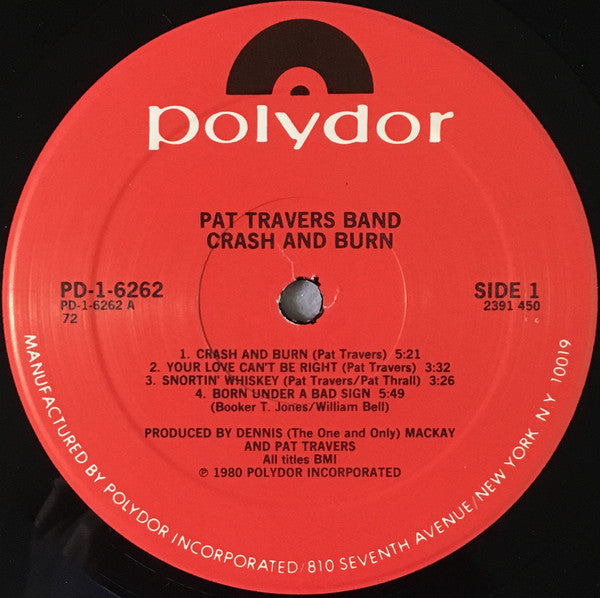 polydor
PAT TRAVERS BAND
CRASH AND BURN
PD-1-6262
PD-1-6262 A
72
SIDE 1
2391 450
1. CRASH AND BURN (Pat Travers) 5:21
2. YOUR LOVE CAN'T BE RIGHT (Pat Travers) 3:32
3. SNORTIN' WHISKEY (Pat Travers/Pat Thrall) 3:26
4. BORN UNDER A BAD SIGN 5:49
(Booker T. Jones/William Bell)
PRODUCED BY DENNIS (The One and Only) MACKAY
AND PAT TRAVERS
All titles BMI
℗ 1980 POLYDOR INCORPORATED
MANUFACTURED BY POLYDOR INCORPORATED/810 SEVENTH AVENUE/NEW YORK, N Y 10019